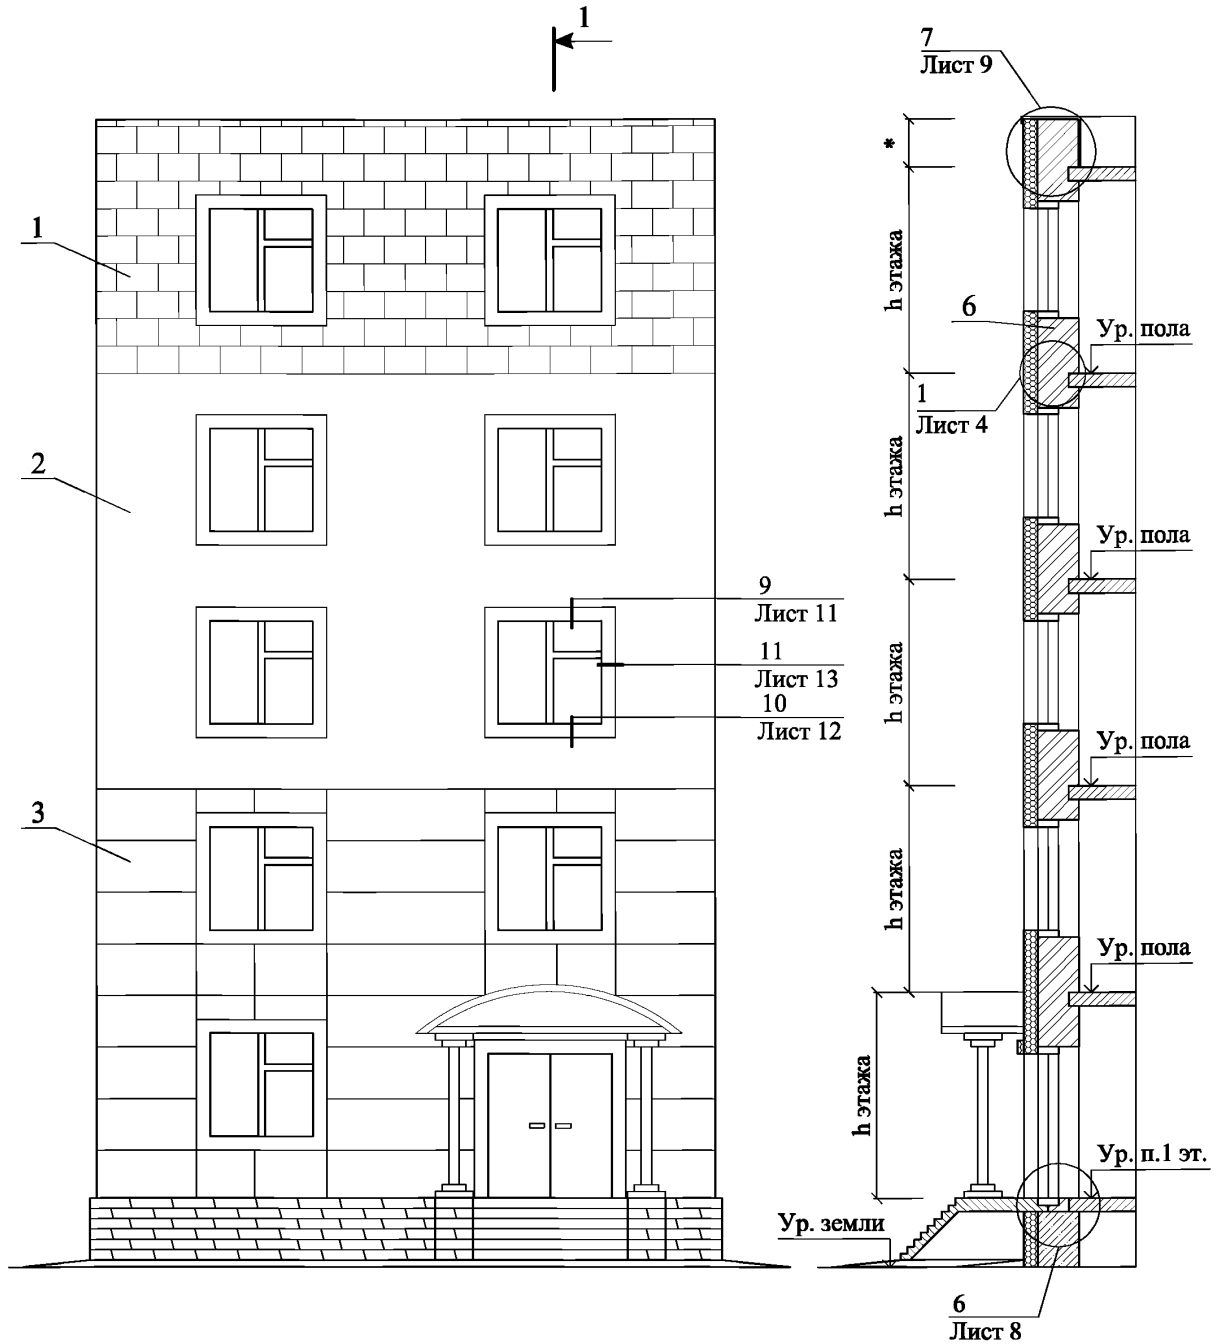 1
7
Лист 9
*
1
h этажа
6
Ур. пола
1
Лист 4
2
h этажа
Ур. пола
9
Лист 11
11
Лист 13
10
Лист 12
h этажа
Ур. пола
3
h этажа
Ур. пола
h этажа
Ур. п.1 эт.
Ур. земли
6
Лист 8